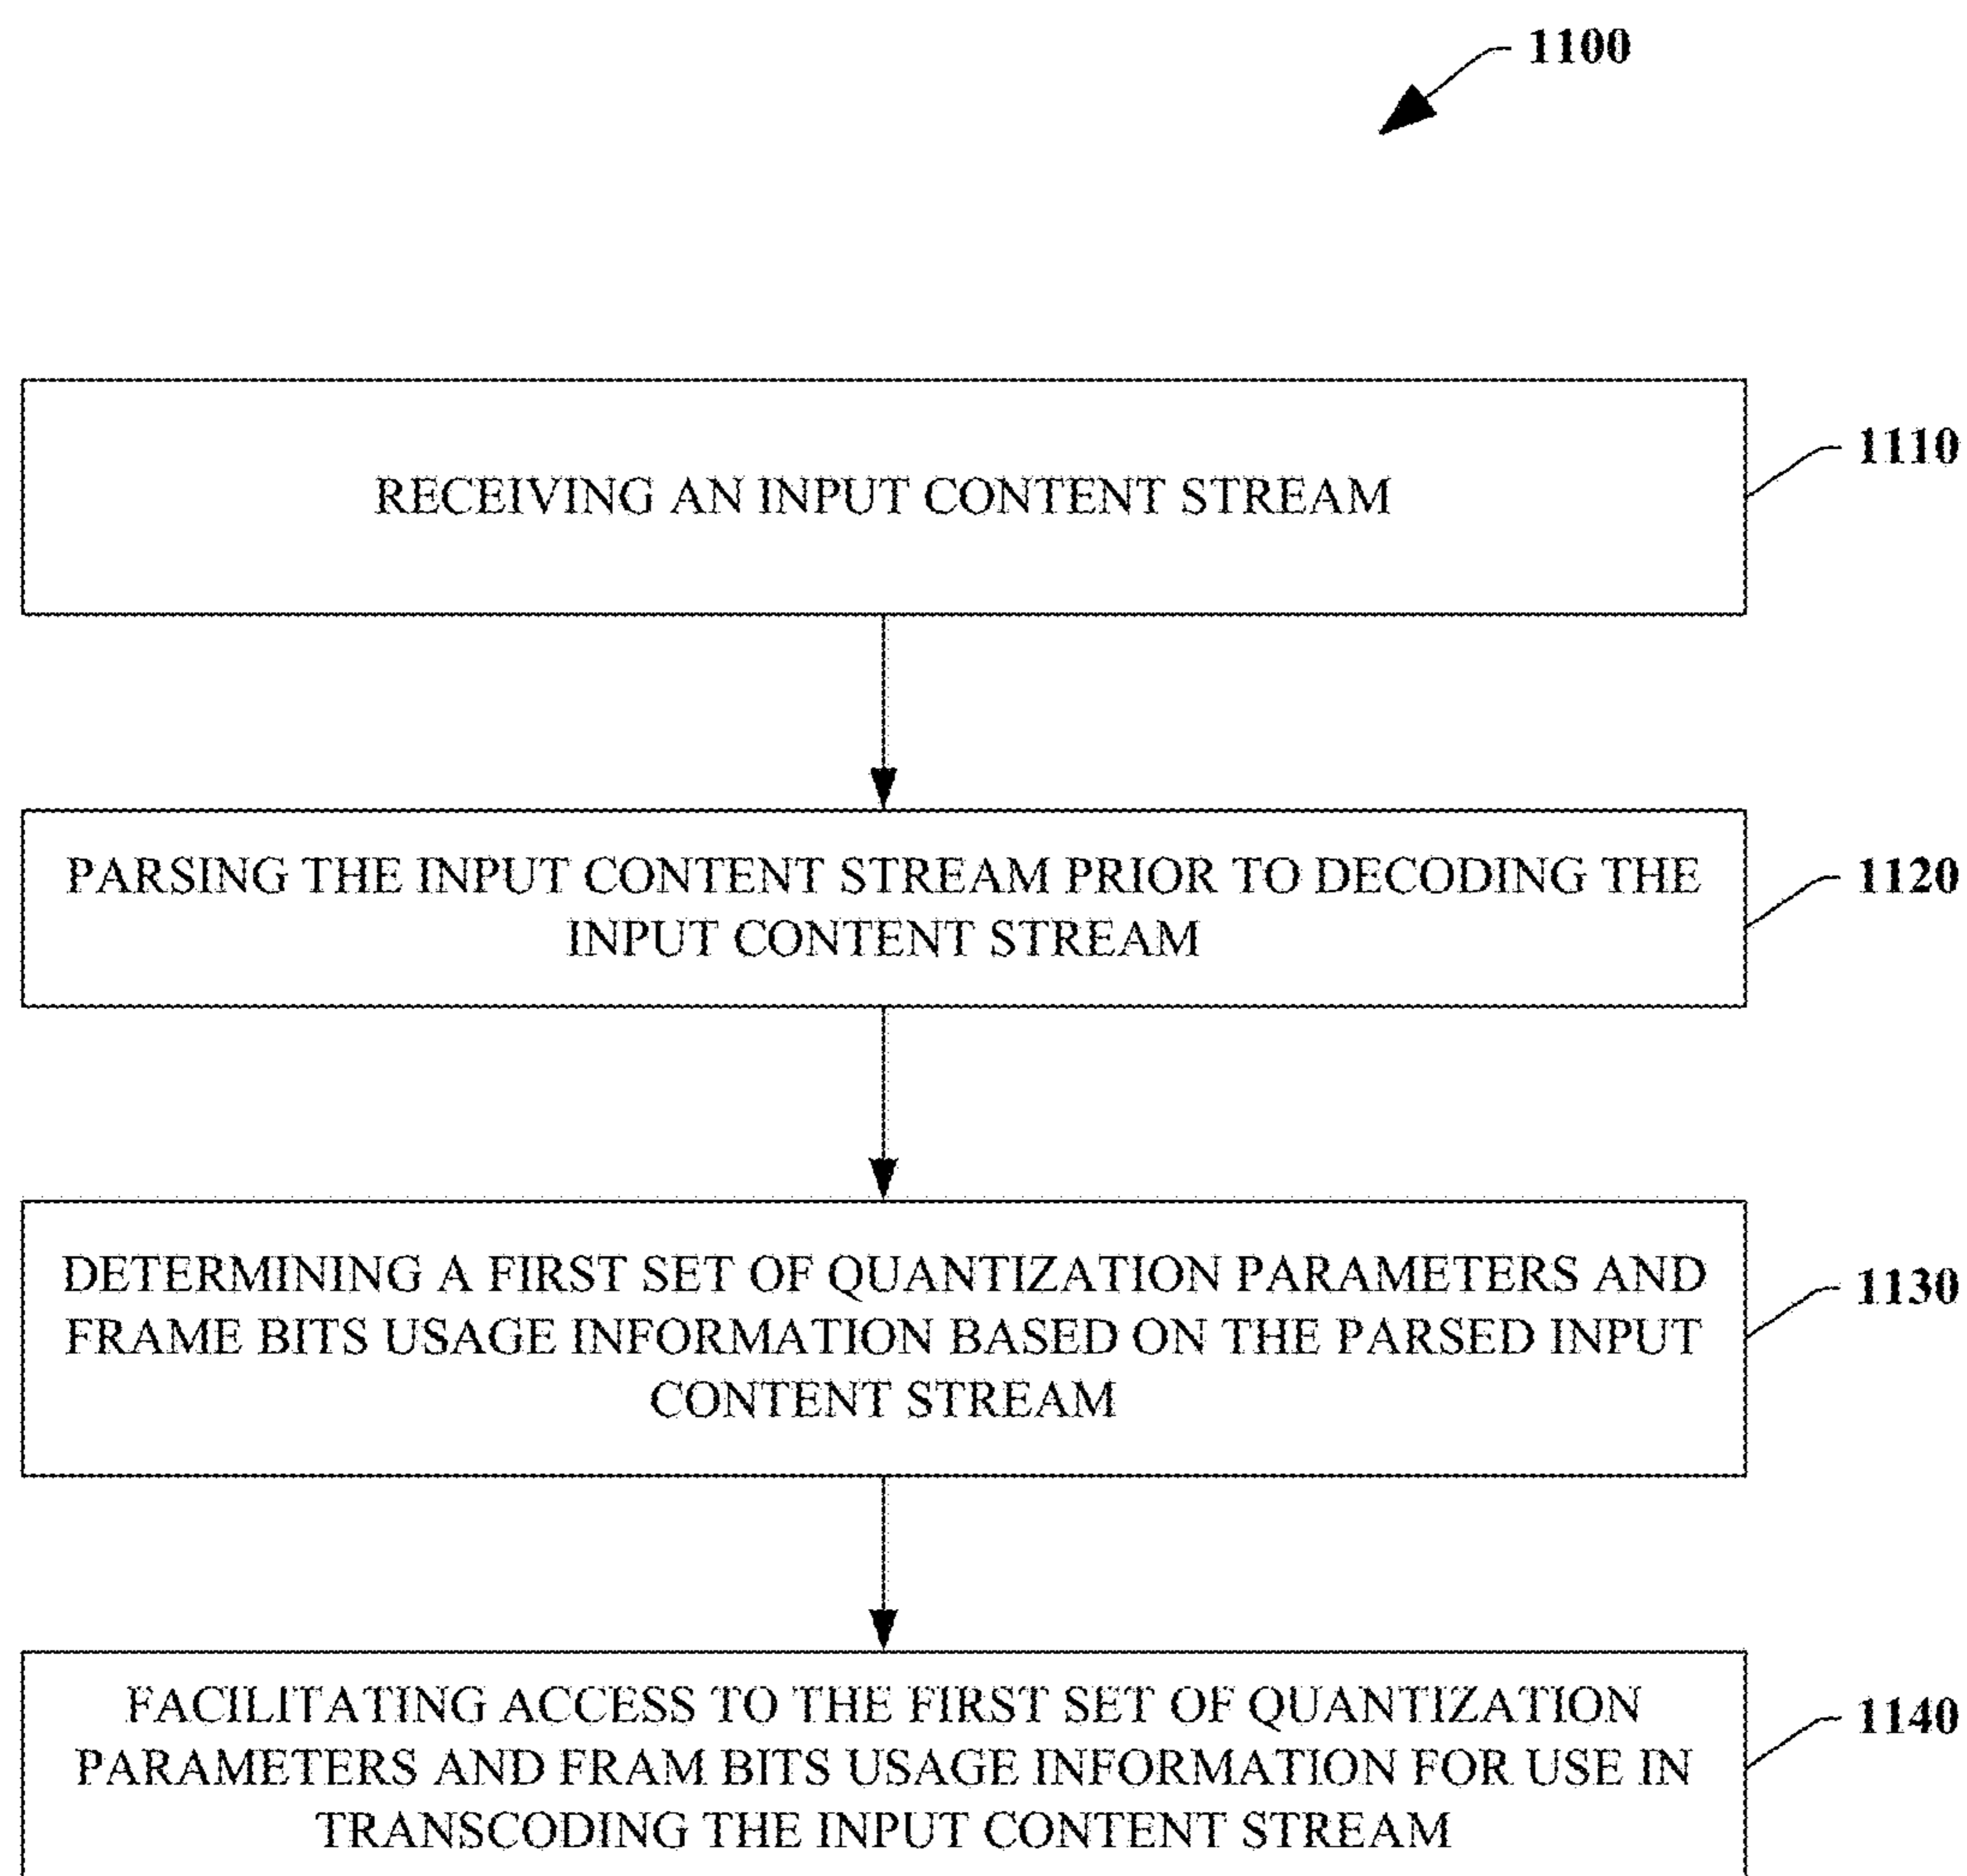 1100
RECEIVING AN INPUT CONTENT STREAM
1110
PARSING THE INPUT CONTENT STREAM PRIOR TO DECODING THE
INPUT CONTENT STREAM
1120
DETERMINING A FIRST SET OF QUANTIZATION PARAMETERS AND
FRAME BITS USAGE INFORMATION BASED ON THE PARSED INPUT
CONTENT STREAM
1130
FACILITATING ACCESS TO THE FIRST SET OF QUANTIZATION
PARAMETERS AND FRAM BITS USAGE INFORMATION FOR USE IN
TRANSCODING THE INPUT CONTENT STREAM
1140